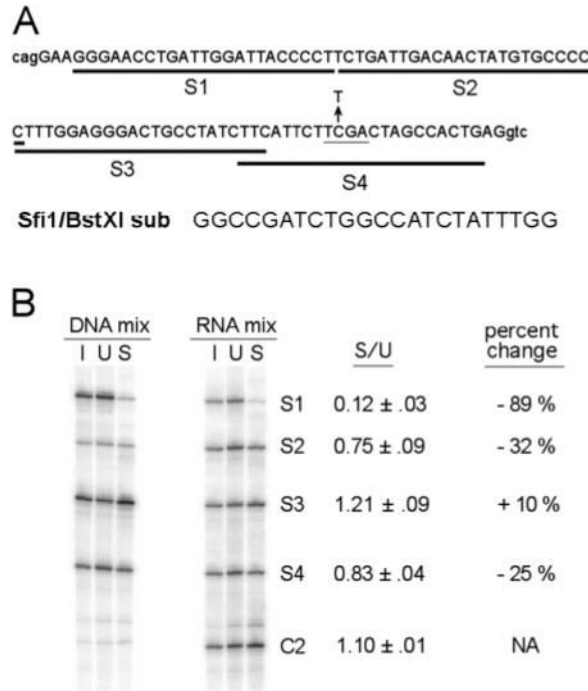 A
cagGAAGGGAACCTGATTGGATTACCCCTTCTGATTGACAACTATGTGCCCC
S1 S2
T
CTTTGGAGGGACTGCCTATCTTCATTCTTCGACTAGCCACTGAGgtc
S3 S4
Sfi1/BstXI sub GGCCGATCTGGCCATCTATTTGG
B
DNA mix RNA mix percent
I U S I U S S/U change
S1 0.12 ± .03 - 89 %
S2 0.75 ± .09 - 32 %
S3 1.21 ± .09 + 10 %
S4 0.83 ± .04 - 25 %
C2 1.10 ± .01 NA